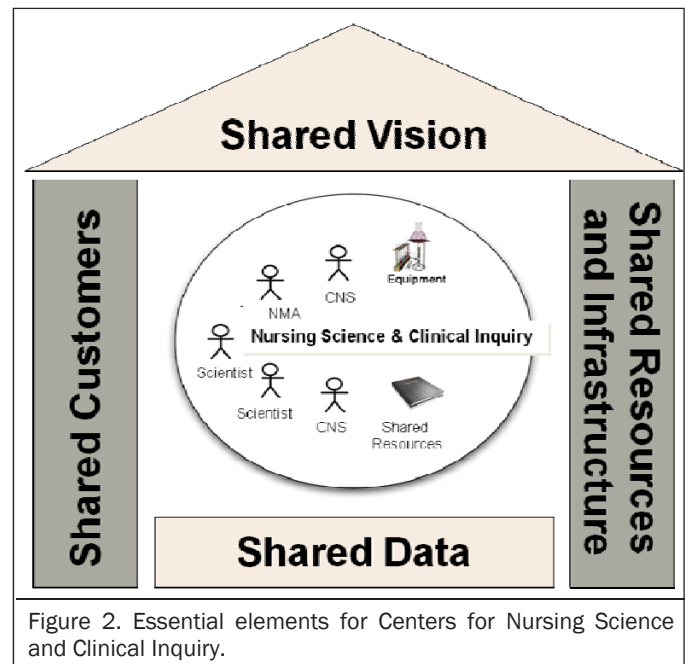 Shared Vision
Shared Customers
Equipment
CNS
NMA
Nursing Science & Clinical Inquiry
Scientist
Scientist
CNS
Shared
Resources
Shared Resources
and Infrastructure
Shared Data
Figure 2. Essential elements for Centers for Nursing Science
and Clinical Inquiry.